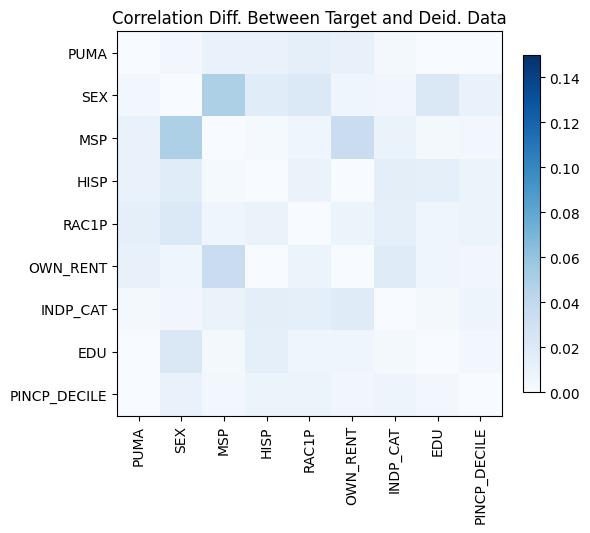 Correlation Diff. Between Target and Deid. Data
PUMA
SEX
MSP
HISP
RAC1P
OWN_RENT
INDP_CAT
EDU
PINCP_DECILE
PUMA
SEX
MSP
HISP
RAC1P
OWN_RENT
INDP_CAT
EDU
PINCP_DECILE
0.14
0.12
0.10
0.08
0.06
0.04
0.02
0.00